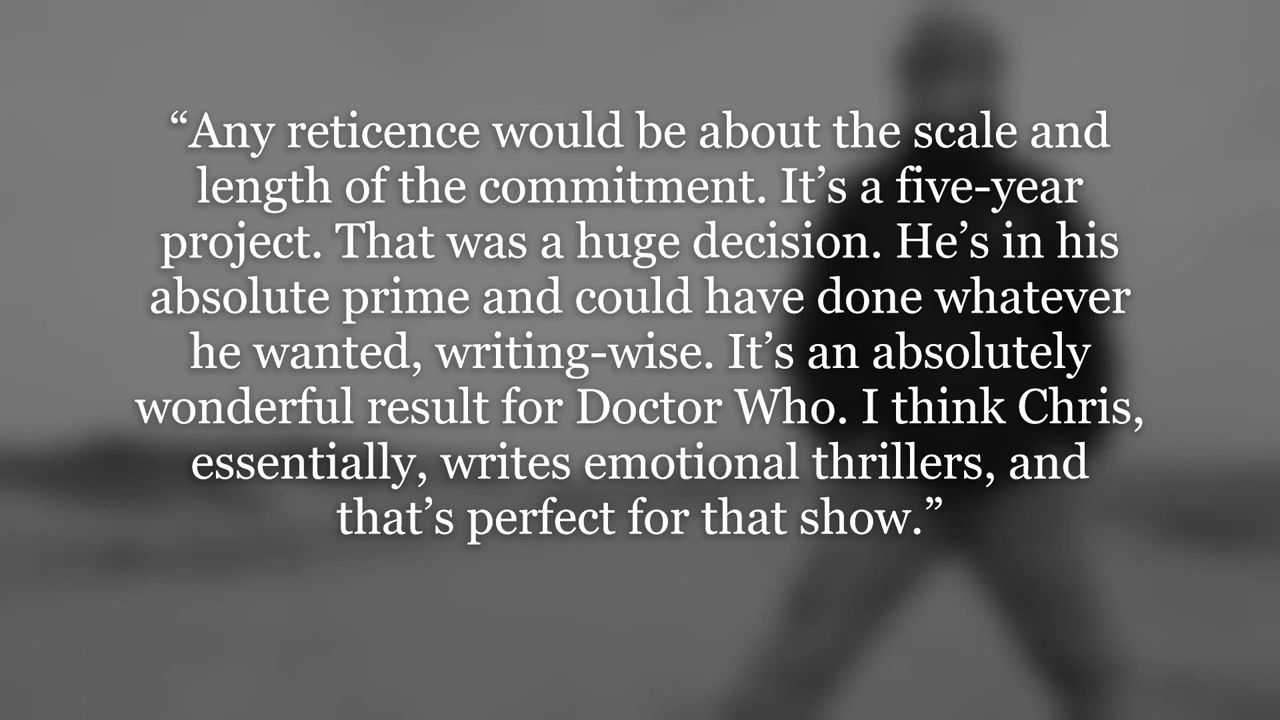 “Any reticence would be about the scale and
length of the commitment. It’s a five-year
project. That was a huge decision. He’s in his
absolute prime and could have done whatever
he wanted, writing-wise. It’s an absolutely
wonderful result for Doctor Who. I think Chris,
essentially, writes emotional thrillers, and
that’s perfect for that show.”